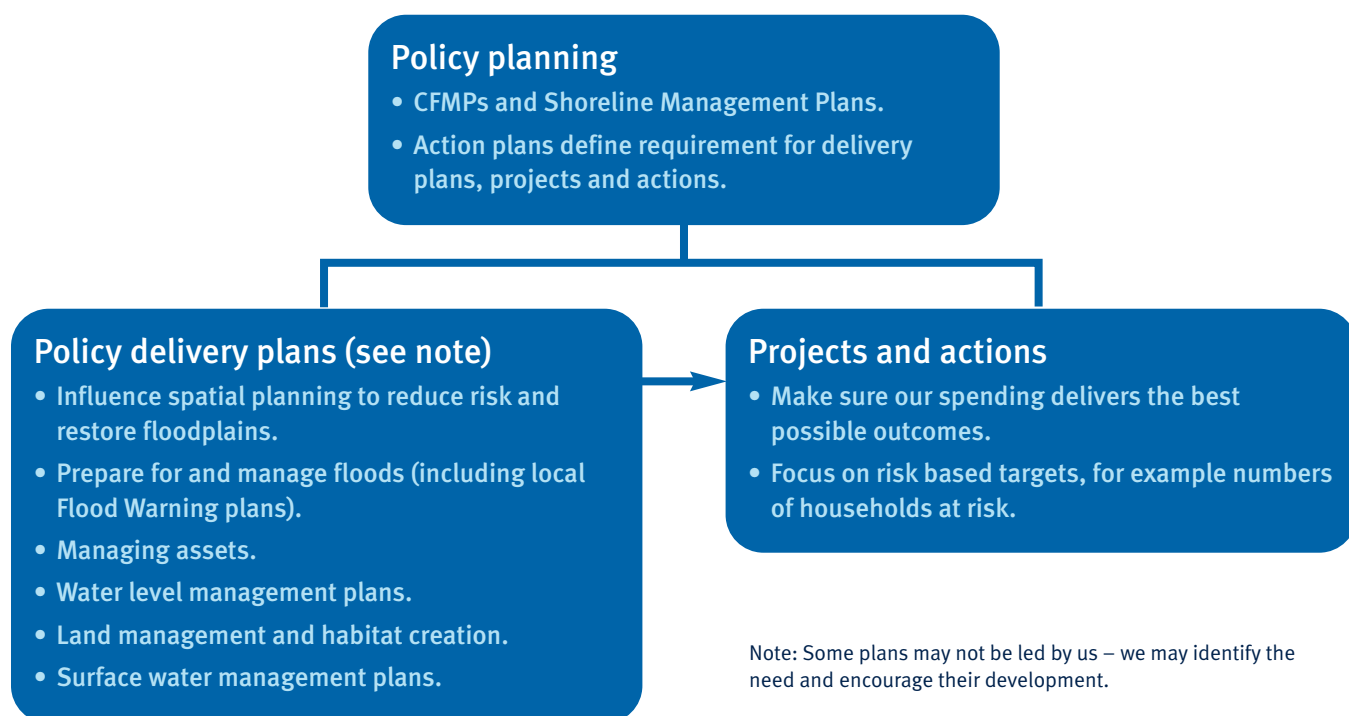 Policy planning
• CFMPs and Shoreline Management Plans.
• Action plans define requirement for delivery
plans, projects and actions.
Policy delivery plans (see note)
• Influence spatial planning to reduce risk and
restore floodplains.
• Prepare for and manage floods (including local
Flood Warning plans).
• Managing assets.
• Water level management plans.
• Land management and habitat creation.
• Surface water management plans.
Projects and actions
• Make sure our spending delivers the best
possible outcomes.
• Focus on risk based targets, for example numbers
of households at risk.
Note: Some plans may not be led by us – we may identify the
need and encourage their development.